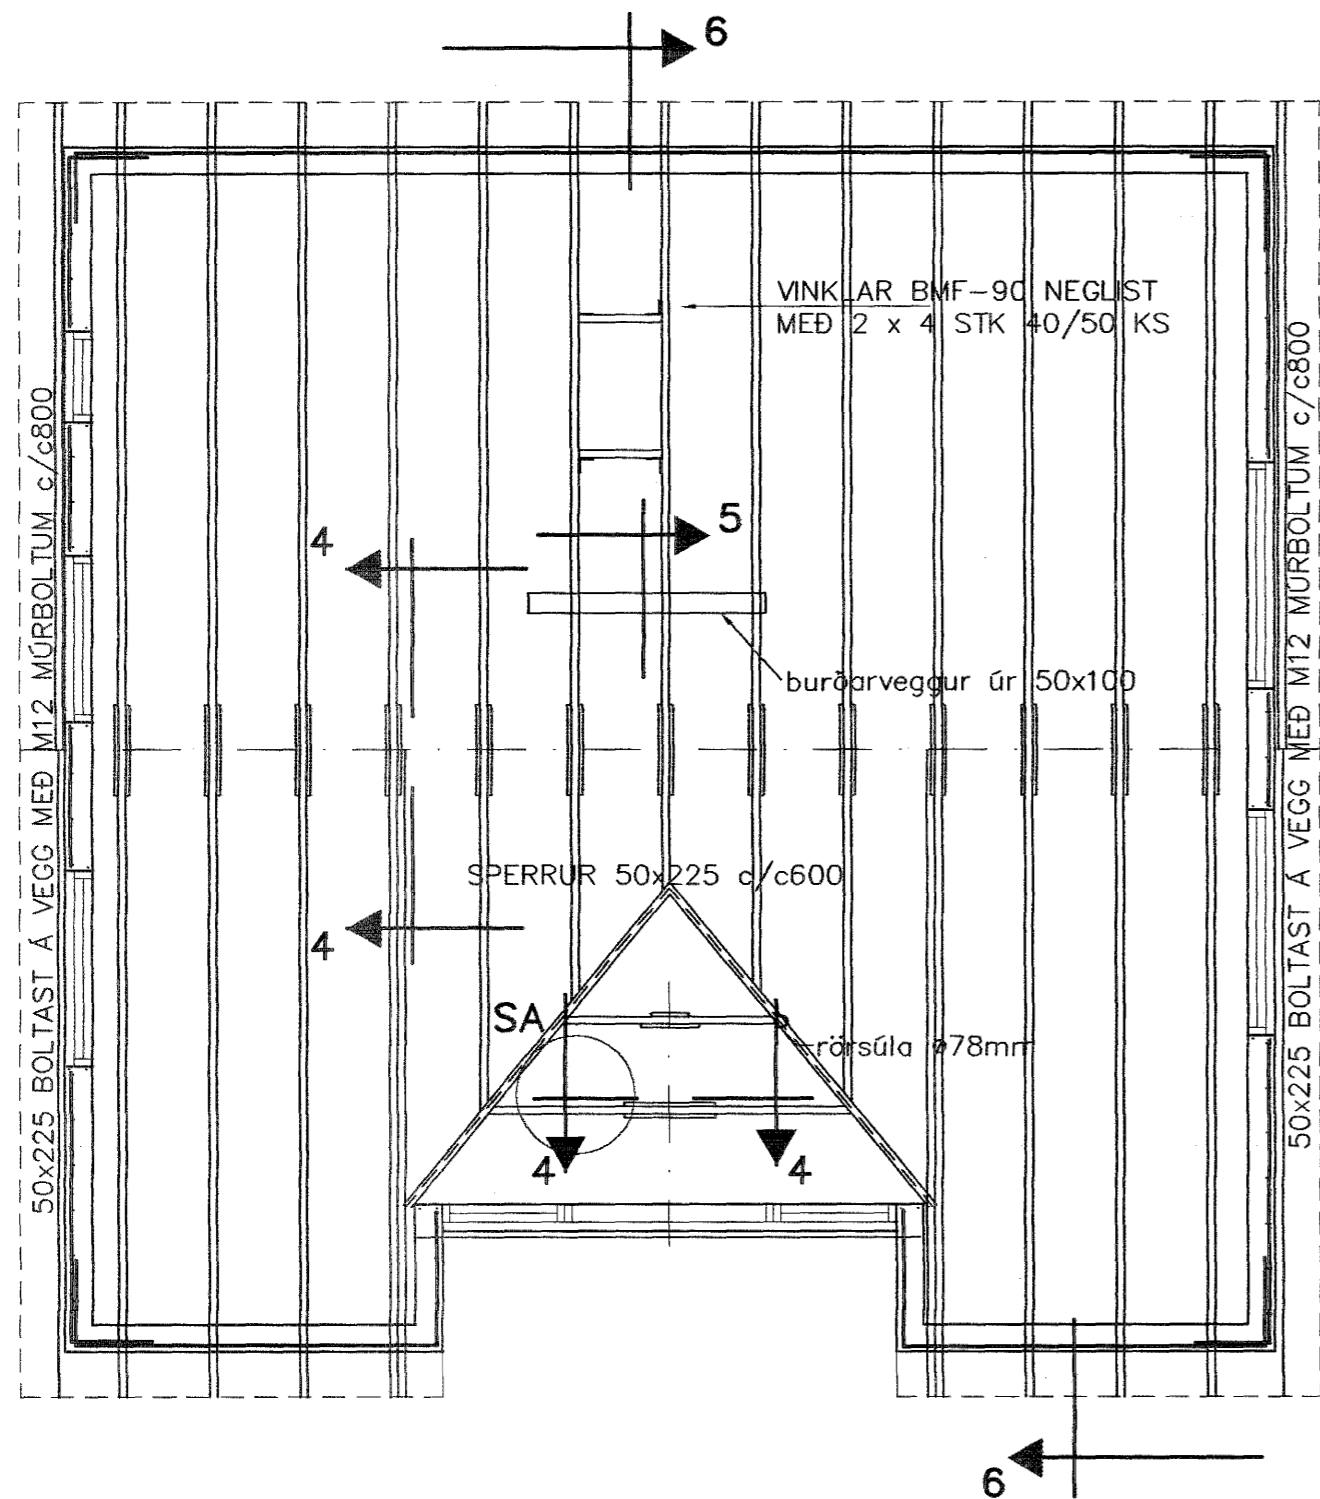 6
VINKLAR BMF-90 NEGLIST
MEÐ 2 x 4 STK 40/50 KS
50x225 BOLTAST Á VEGG MEÐ M12 MÚRBOLTUM c/c800
50x225 BOLTAST Á VEGG MEÐ M12 MÚRBOLTUM c/c800
5
4
burðarveggur úr 50x100
SPERRUR 50x225 c/c600
4
SA
rörsúla ø78mm
4
4
6